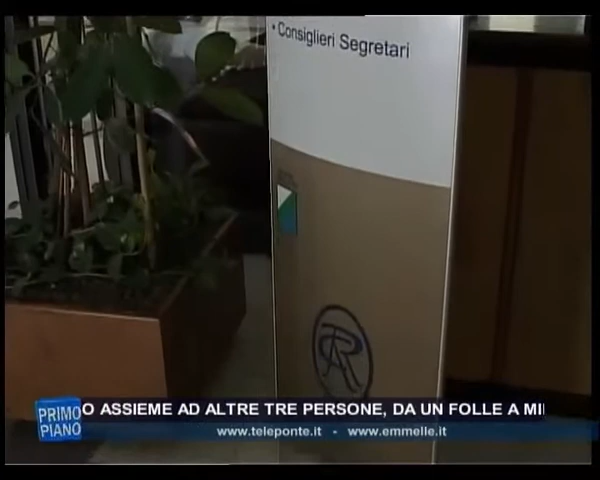 • Consiglieri Segretari
CR
PRIMO PIANO
O ASSIEME AD ALTRE TRE PERSONE, DA UN FOLLE A MI
www.teleponte.it - www.emmelle.it